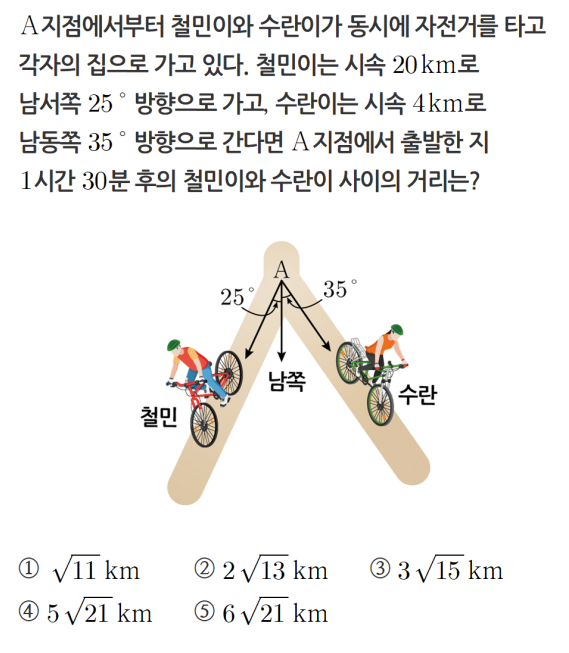 A지점에서부터 철민이와 수란이가 동시에 자전거를 타고
각자의 집으로 가고 있다. 철민이는 시속 20km로
남서쪽 25° 방향으로 가고, 수란이는 시속 4km로
남동쪽 35° 방향으로 간다면 A지점에서 출발한 지
1시간 30분 후의 철민이와 수란이 사이의 거리는?
A
25°
35°
남쪽
철민
수란
① √11 km ② 2√13 km ③ 3√15 km
④ 5√21 km ⑤ 6√21 km